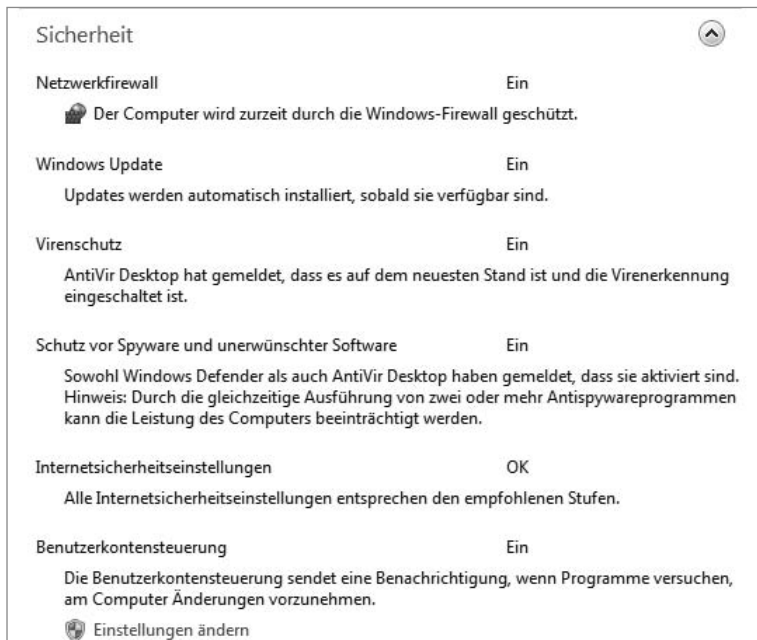 Sicherheit
Netzwerkfirewall Ein
Der Computer wird zurzeit durch die Windows-Firewall geschützt.
Windows Update Ein
Updates werden automatisch installiert, sobald sie verfügbar sind.
Virenschutz Ein
AntiVir Desktop hat gemeldet, dass es auf dem neuesten Stand ist und die Virenerkennung
eingeschaltet ist.
Schutz vor Spyware und unerwünschter Software Ein
Sowohl Windows Defender als auch AntiVir Desktop haben gemeldet, dass sie aktiviert sind.
Hinweis: Durch die gleichzeitige Ausführung von zwei oder mehr Antispywareprogrammen
kann die Leistung des Computers beeinträchtigt werden.
Internetsicherheitseinstellungen OK
Alle Internetsicherheitseinstellungen entsprechen den empfohlenen Stufen.
Benutzerkontensteuerung Ein
Die Benutzerkontensteuerung sendet eine Benachrichtigung, wenn Programme versuchen,
am Computer Änderungen vorzunehmen.
Einstellungen ändern